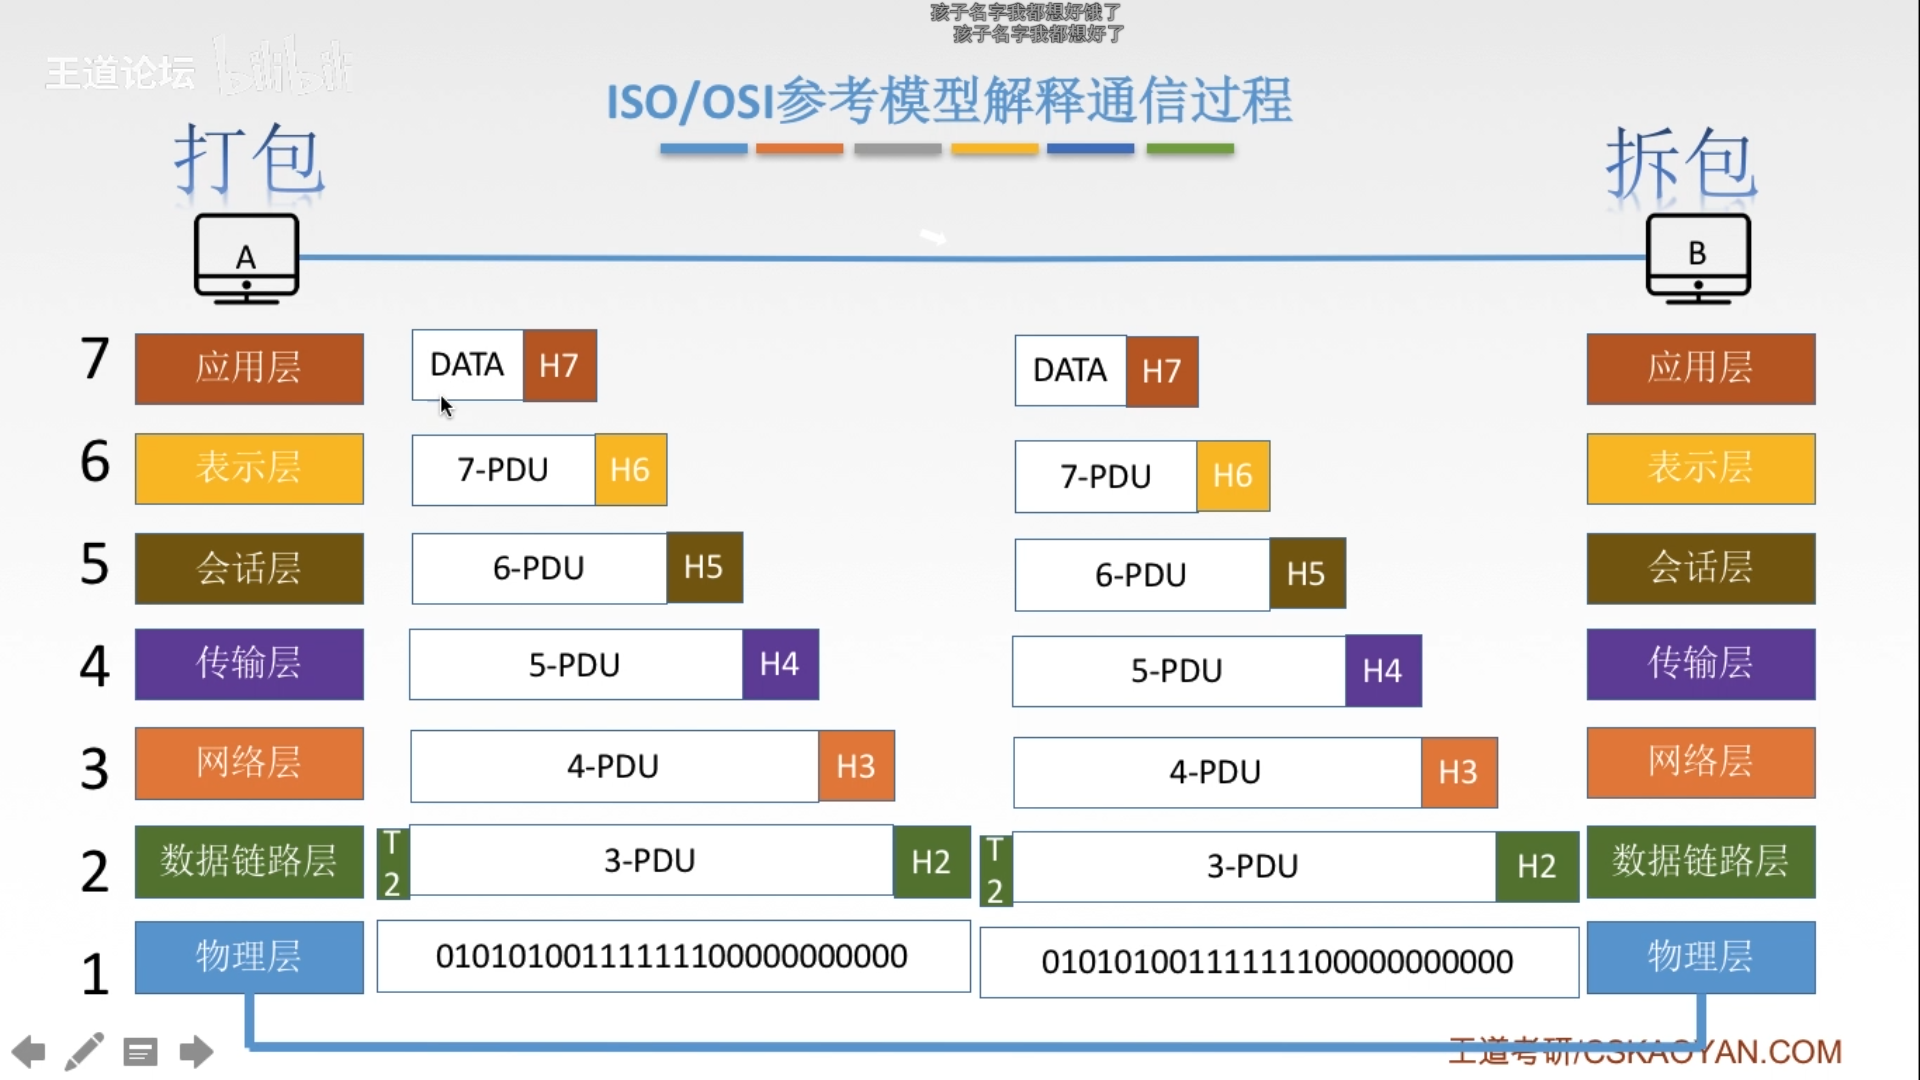 孩子名字我都想好饿了
孩子名字我都想好了
王道论坛 bilibili
ISO/OSI参考模型解释通信过程
打包
拆包
A
B
7 应用层 DATA H7 DATA H7 应用层
6 表示层 7-PDU H6 7-PDU H6 表示层
5 会话层 6-PDU H5 6-PDU H5 会话层
4 传输层 5-PDU H4 5-PDU H4 传输层
3 网络层 4-PDU H3 4-PDU H3 网络层
2 数据链路层 T2 3-PDU H2 T2 3-PDU H2 数据链路层
1 物理层 01010100111111100000000000 01010100111111100000000000 物理层
王道考研/CSKAOYAN.COM